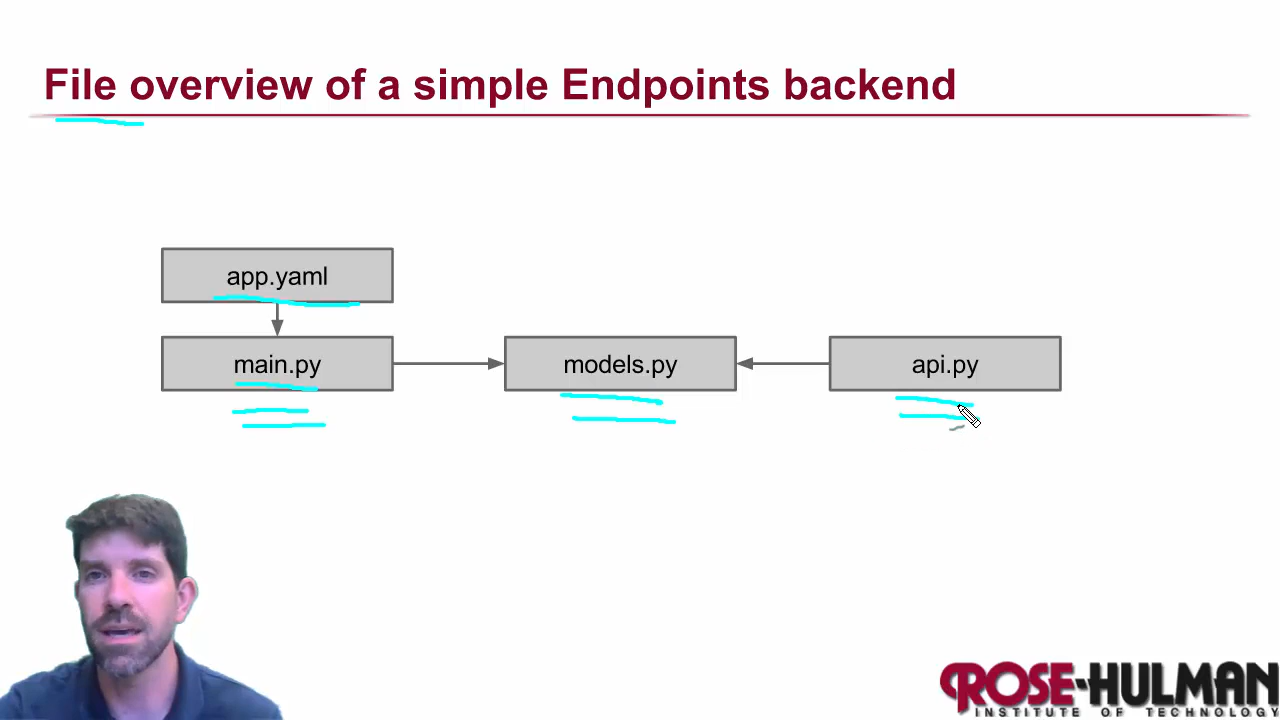 File overview of a simple Endpoints backend
app.yaml
main.py
models.py
api.py
ROSE-HULMAN
INSTITUTE OF TECHNOLOGY